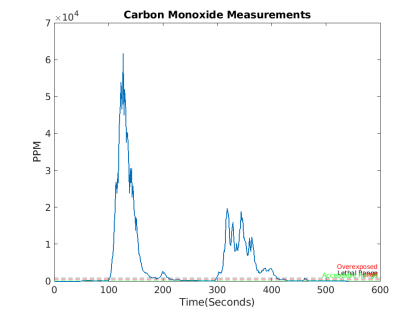 Carbon Monoxide Measurements
×10⁴
7
6
5
4
3
2
1
0
PPM
0 100 200 300 400 500 600
Time(Seconds)
Overexposed
Lethal Range